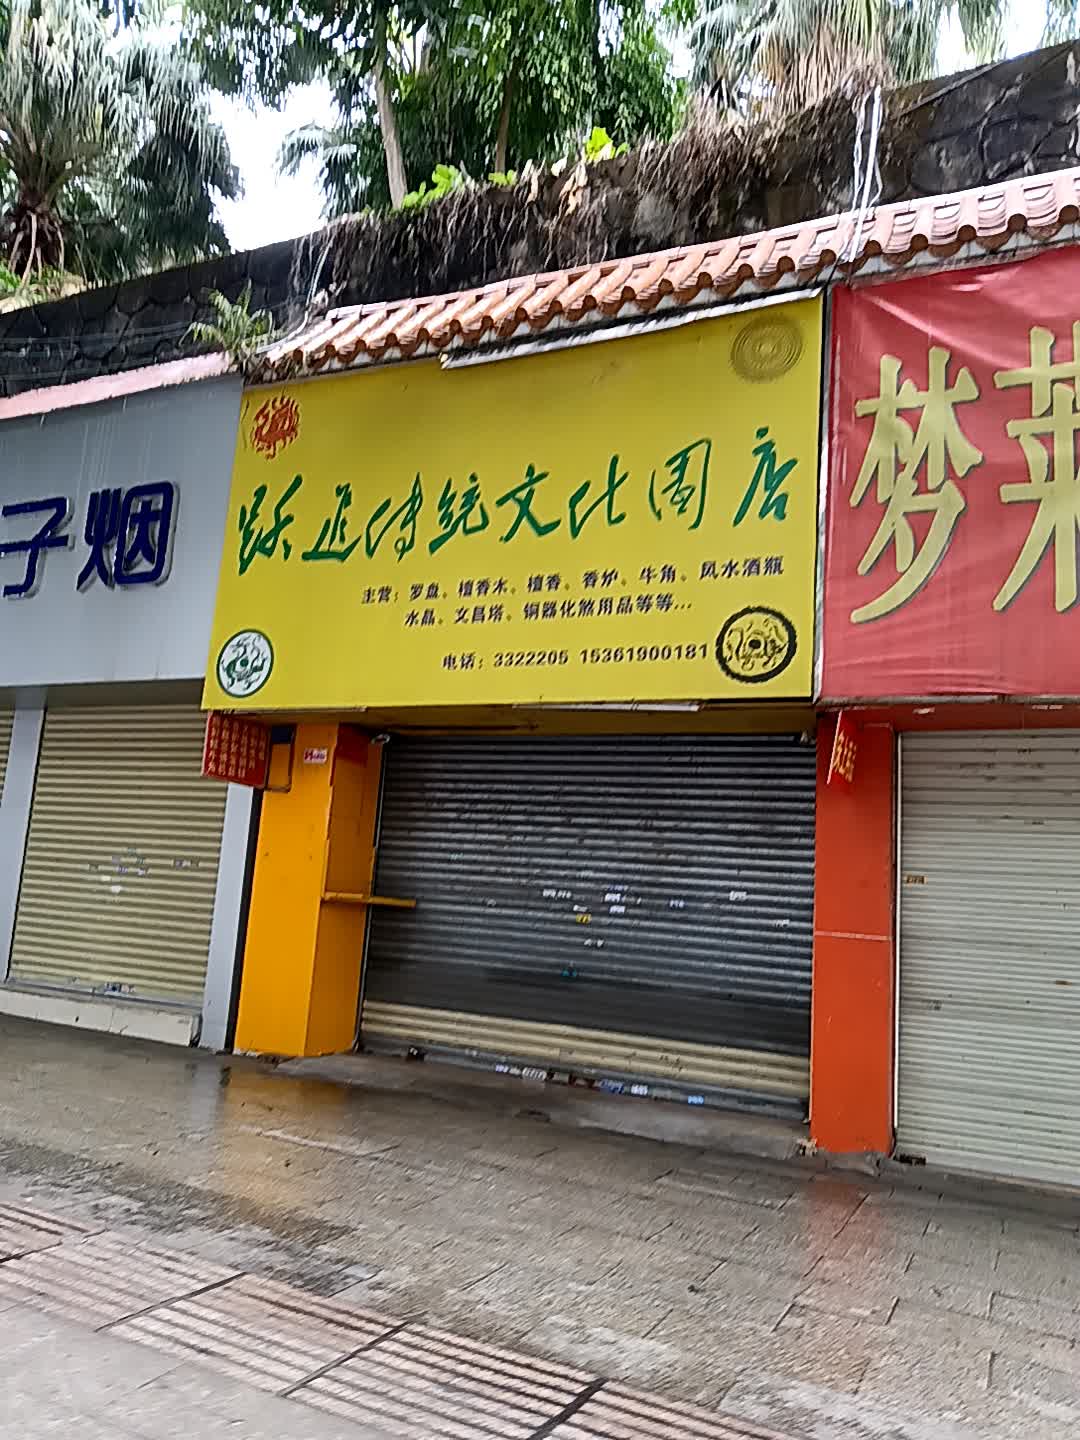 子烟
跃进传统文化图店
主营：罗盘、檀香木、檀香、香炉、牛角、风水酒瓶
水晶、文昌塔、铜器化煞用品等等...
电话：3322205 15361900181
梦莱